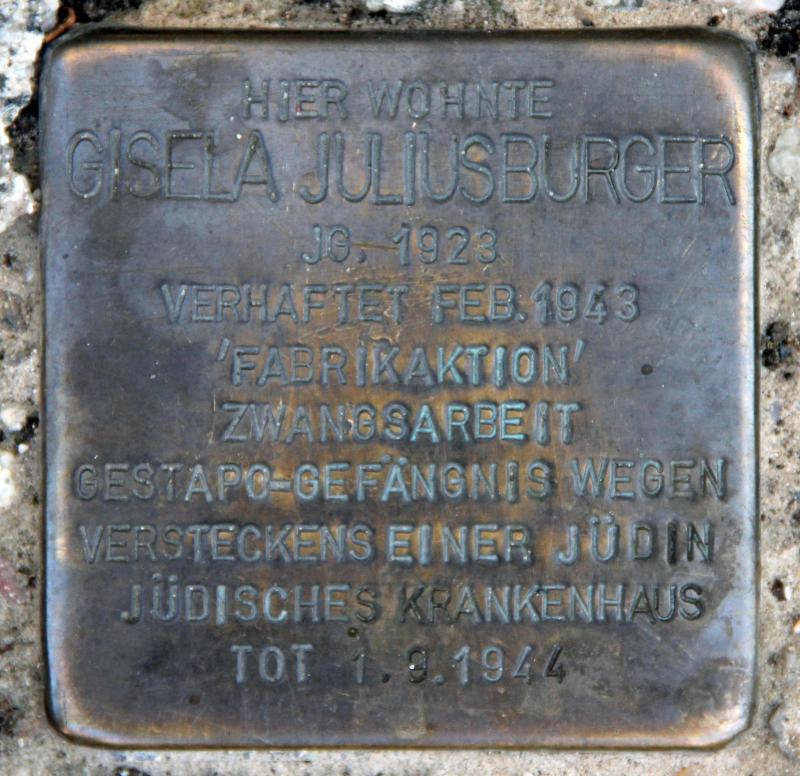 HIER WOHNTE
GISELA JULIUSBURGER
JG. 1923
VERHAFTET FEB. 1943
'FABRIKAKTION'
ZWANGSARBEIT
GESTAPO-GEFÄNGNIS WEGEN
VERSTECKENS EINER JÜDIN
JÜDISCHES KRANKENHAUS
TOT 1.9.1944